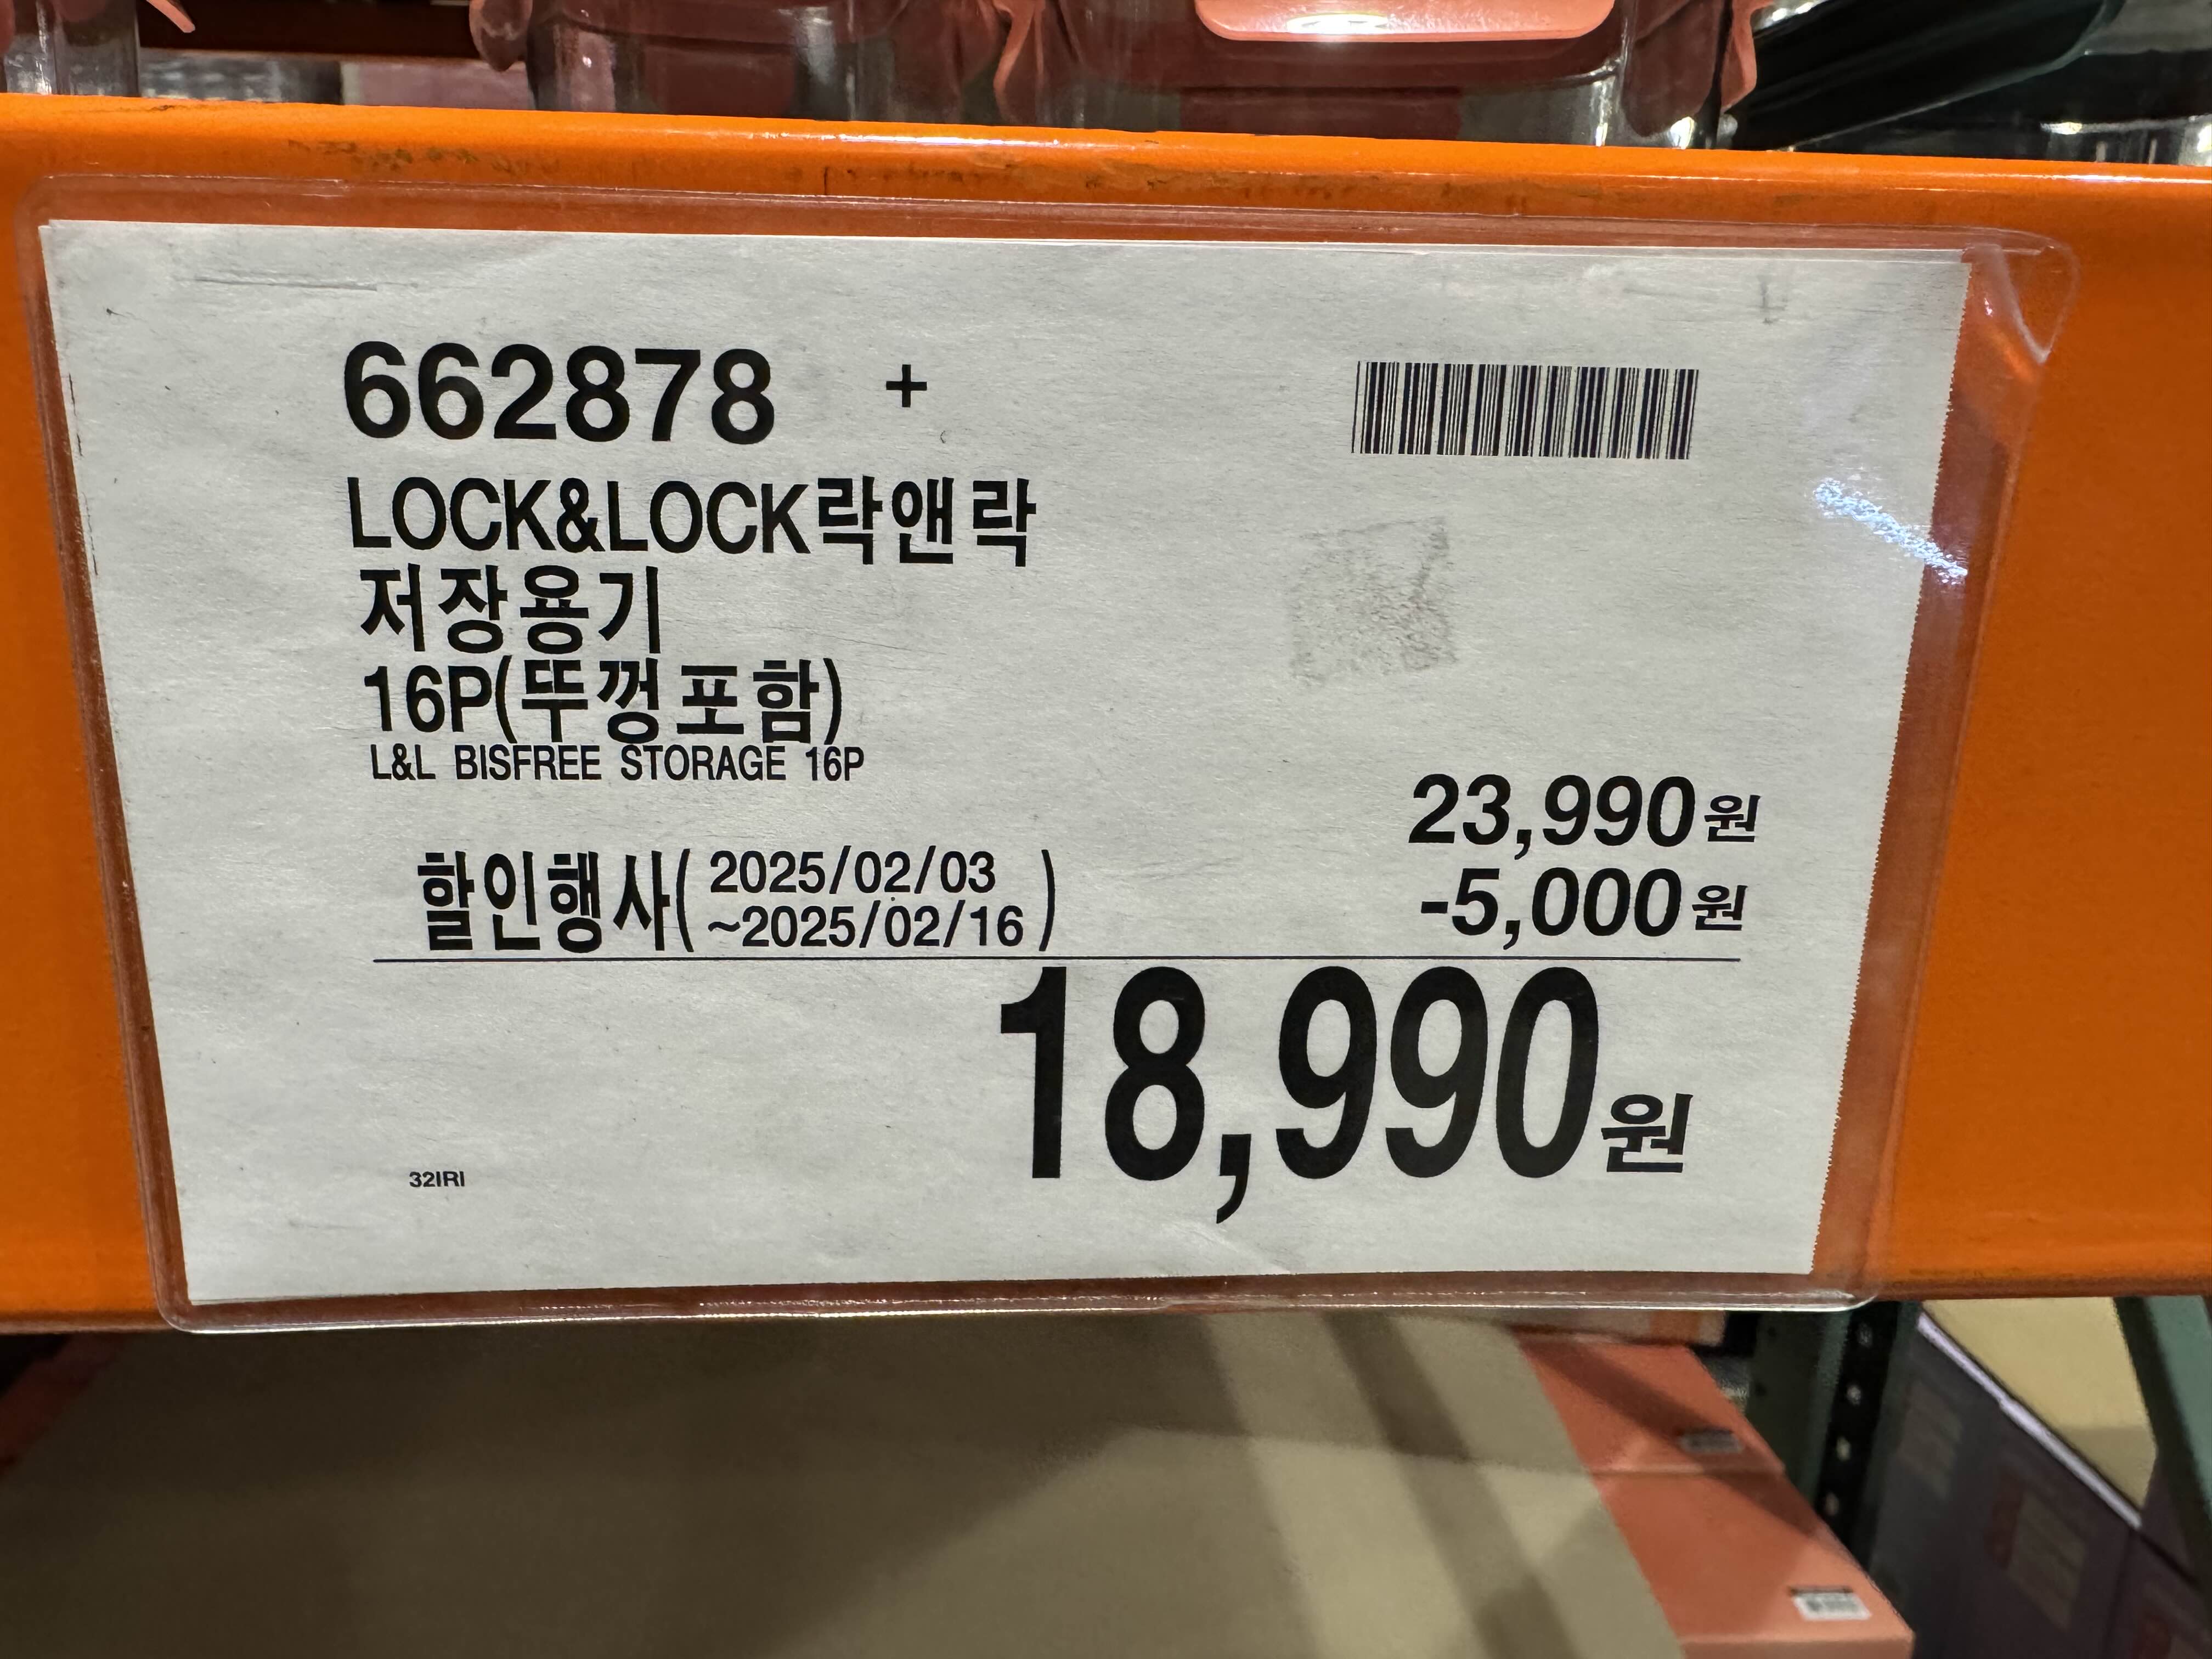 662878 +
LOCK&LOCK락앤락
저장용기
16P(뚜껑포함)
L&L BISFREE STORAGE 16P
23,990원
할인행사( 2025/02/03
~2025/02/16 )
-5,000원
18,990원
32IRI